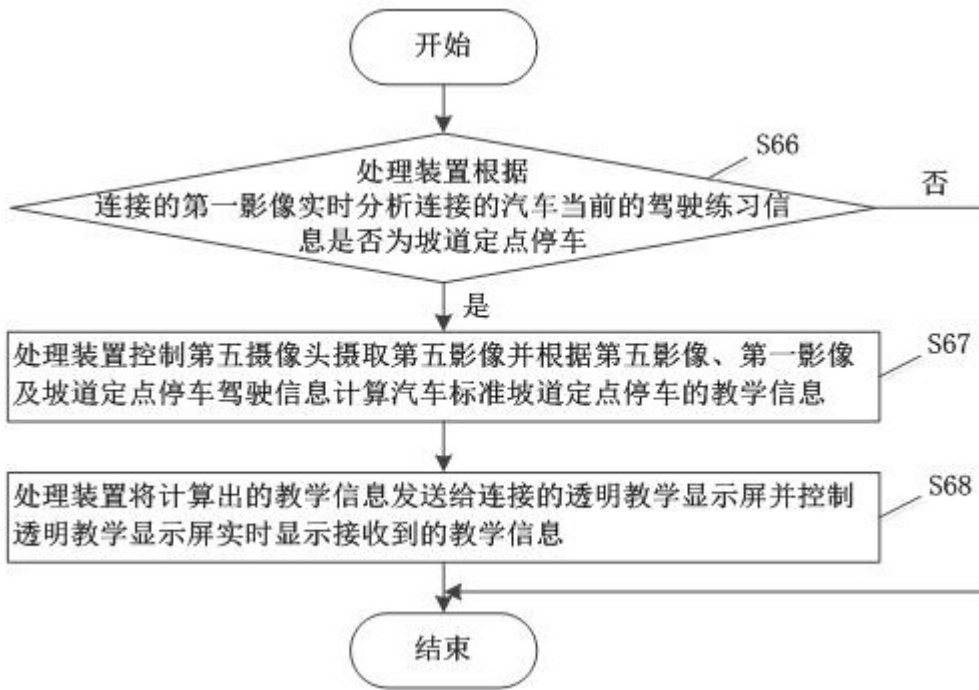 开始
S66
处理装置根据
连接的第一影像实时分析连接的汽车当前的驾驶练习信
息是否为坡道定点停车
否
是
S67
处理装置控制第五摄像头摄取第五影像并根据第五影像、第一影像
及坡道定点停车驾驶信息计算汽车标准坡道定点停车的教学信息
S68
处理装置将计算出的教学信息发送给连接的透明教学显示屏并控制
透明教学显示屏实时显示接收到的教学信息
结束